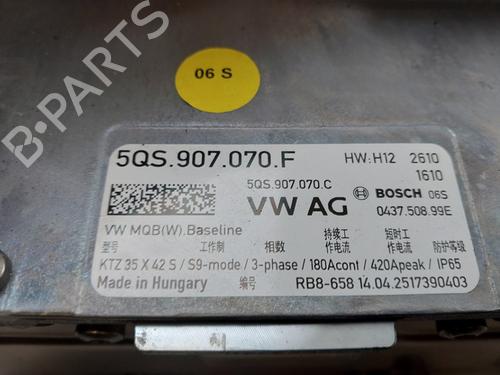 B-PARTS
06 S
5QS.907.070.F HW:H12 2610
1610
5QS.907.070.C
VW AG BOSCH 06S
0437.508.99E
VW MQB(W).Baseline
型号 工作制 相数 持续工作电流 短时工作电流 防护等级
KTZ 35 X 42 S / S9-mode / 3-phase / 180Acont / 420Apeak / IP65
Made in Hungary 编号 RB8-658 14.04.2517390403